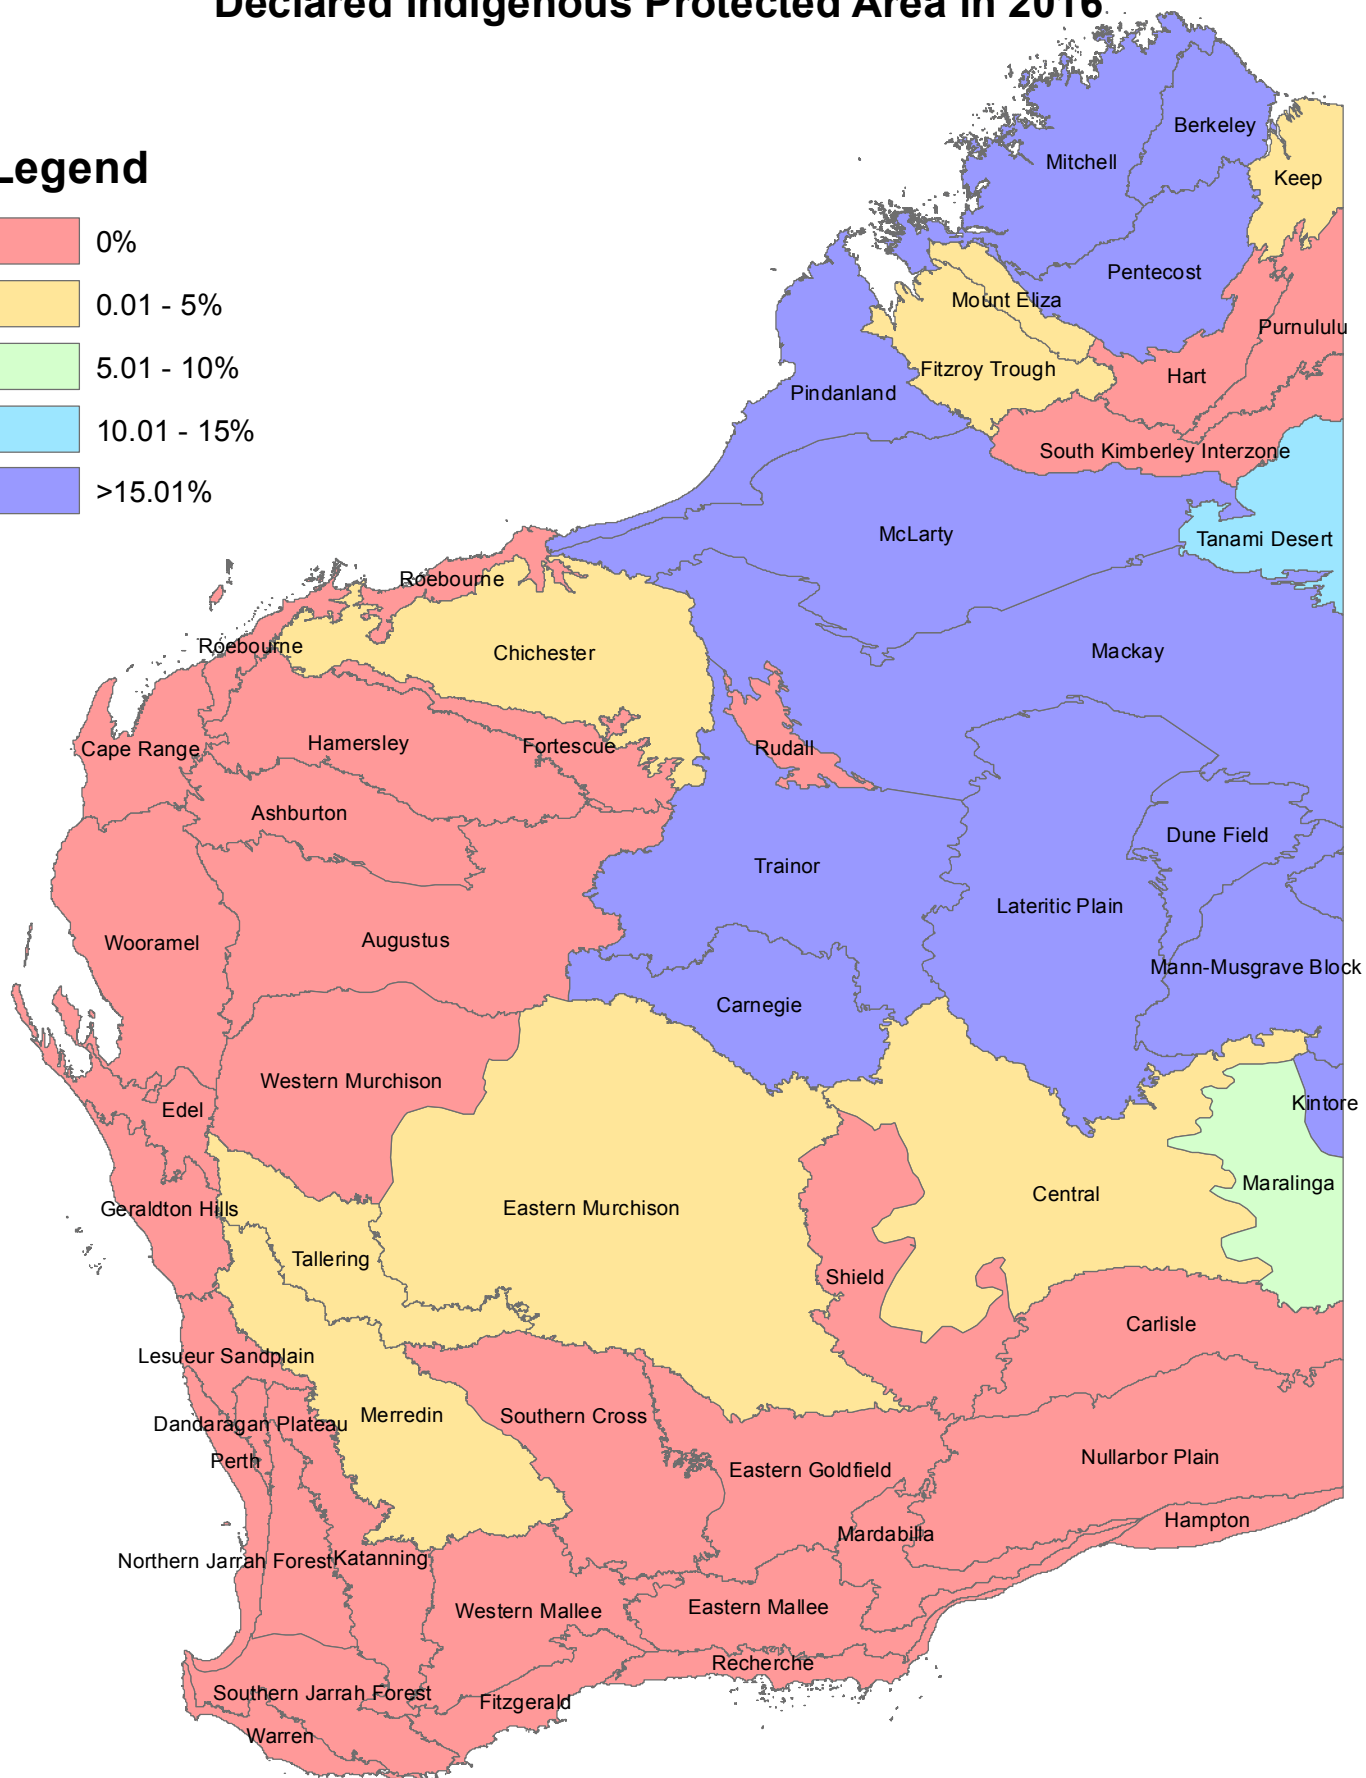 Declared Indigenous Protected Area in 2016
Legend
0%
0.01 - 5%
5.01 - 10%
10.01 - 15%
>15.01%
Berkeley
Mitchell
Keep
Pentecost
Mount Eliza
Purnululu
Fitzroy Trough
Hart
Pindanland
South Kimberley Interzone
McLarty
Tanami Desert
Roebourne
Roebourne
Chichester
Mackay
Cape Range
Hamersley
Fortescue
Rudall
Ashburton
Dune Field
Trainor
Lateritic Plain
Wooramel
Augustus
Mann-Musgrave Block
Carnegie
Western Murchison
Edel
Kintore
Maralinga
Central
Geraldton Hills
Eastern Murchison
Tallering
Shield
Carlisle
Lesueur Sandplain
Merredin
Southern Cross
Dandaragan Plateau
Perth
Eastern Goldfield
Nullarbor Plain
Hampton
Mardabilla
Northern Jarrah Forest
Katanning
Western Mallee
Eastern Mallee
Recherche
Southern Jarrah Forest
Fitzgerald
Warren